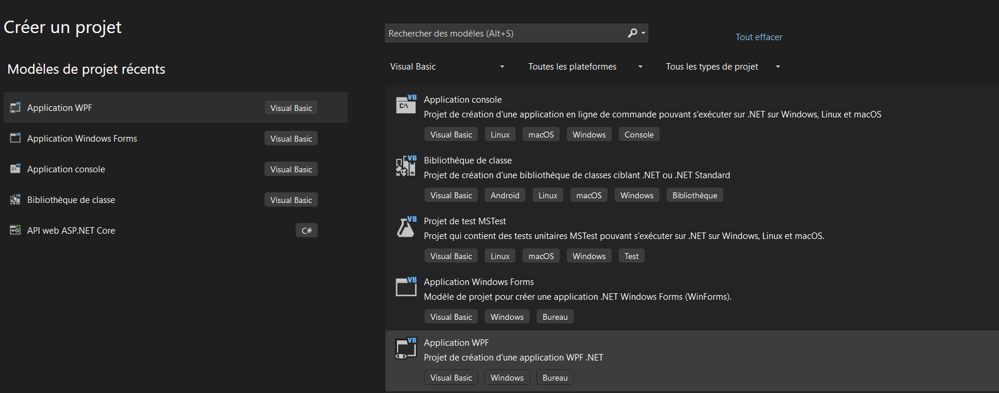 Créer un projet
Rechercher des modèles (Alt+S)
Tout effacer
Modèles de projet récents
Visual Basic
Toutes les plateformes
Tous les types de projet
Application WPF
Visual Basic
Application Windows Forms
Visual Basic
Application console
Visual Basic
Bibliothèque de classe
Visual Basic
API web ASP.NET Core
C#
VB
Application console
Projet de création d'une application en ligne de commande pouvant s'exécuter sur .NET sur Windows, Linux et macOS
Visual Basic Linux macOS Windows Console
VB
Bibliothèque de classe
Projet de création d'une bibliothèque de classes ciblant .NET ou .NET Standard
Visual Basic Android Linux macOS Windows Bibliothèque
VB
Projet de test MSTest
Projet qui contient des tests unitaires MSTest pouvant s'exécuter sur .NET sur Windows, Linux et macOS.
Visual Basic Linux macOS Windows Test
VB
Application Windows Forms
Modèle de projet pour créer une application .NET Windows Forms (WinForms).
Visual Basic Windows Bureau
VB
Application WPF
Projet de création d'une application WPF .NET
Visual Basic Windows Bureau